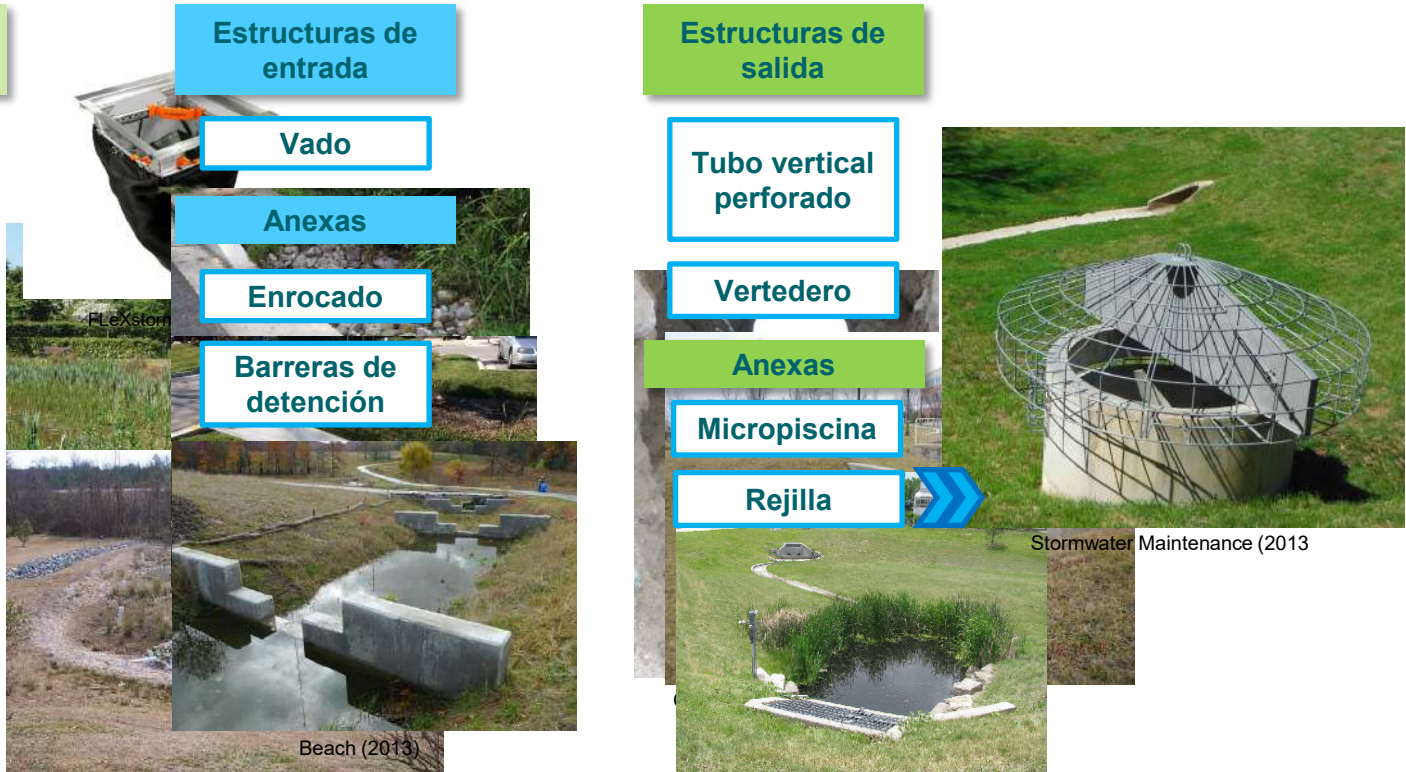 Estructuras de
entrada
Vado
Anexas
Enrocado
FLeXstorm
Barreras de
detención
Beach (2013)
Estructuras de
salida
Tubo vertical
perforado
Vertedero
Anexas
Micropiscina
Rejilla
Stormwater Maintenance (2013